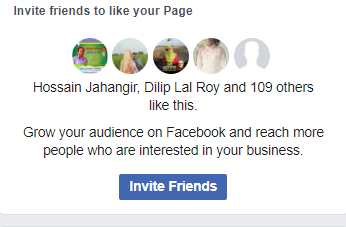 Invite friends to like your Page
Hossain Jahangir, Dilip Lal Roy and 109 others
like this.
Grow your audience on Facebook and reach more
people who are interested in your business.
Invite Friends